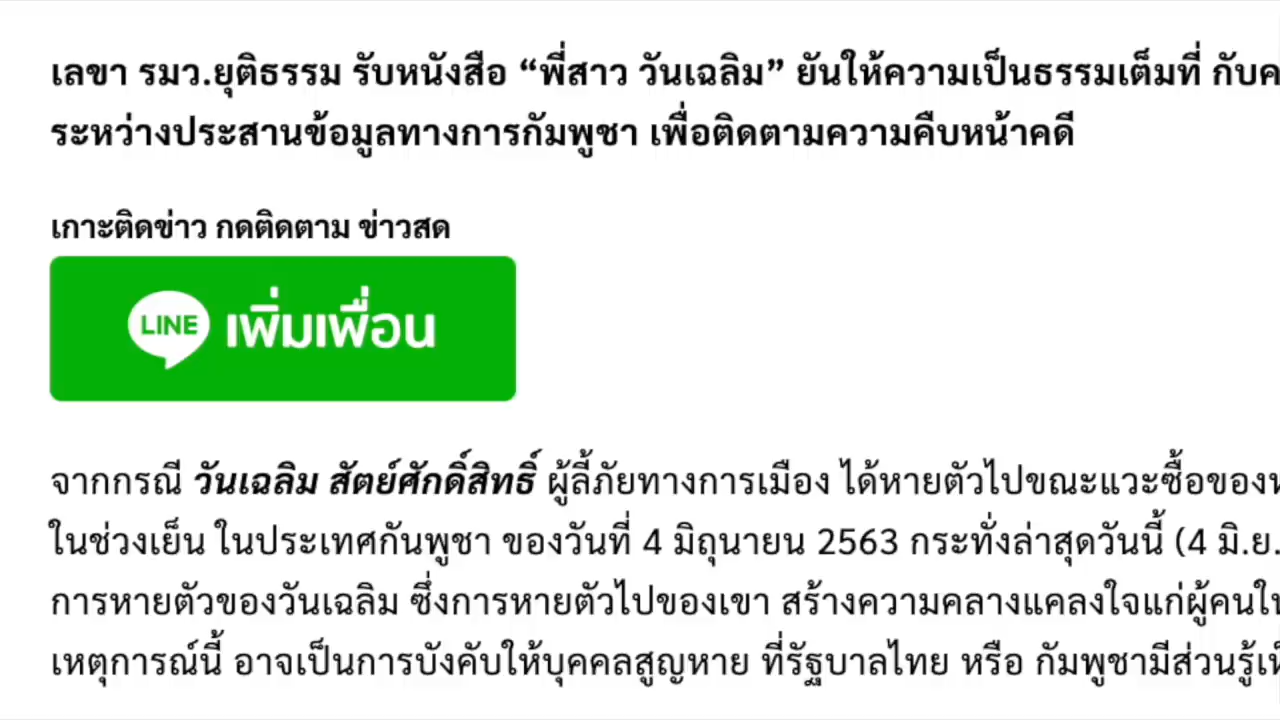 เลขา รมว.ยุติธรรม รับหนังสือ “พี่สาว วันเฉลิม” ยันให้ความเป็นธรรมเต็มที่ กับค
ระหว่างประสานข้อมูลทางการกัมพูชา เพื่อติดตามความคืบหน้าคดี
เกาะติดข่าว กดติดตาม ข่าวสด
LINE เพิ่มเพื่อน
จากกรณี วันเฉลิม สัตย์ศักดิ์สิทธิ์ ผู้ลี้ภัยทางการเมือง ได้หายตัวไปขณะแวะซื้อของห
ในช่วงเย็น ในประเทศกันพูชา ของวันที่ 4 มิถุนายน 2563 กระทั่งล่าสุดวันนี้ (4 มิ.ย.
การหายตัวของวันเฉลิม ซึ่งการหายตัวไปของเขา สร้างความคลางแคลงใจแก่ผู้คนใน
เหตุการณ์นี้ อาจเป็นการบังคับให้บุคคลสูญหาย ที่รัฐบาลไทย หรือ กัมพูชามีส่วนรู้เห็